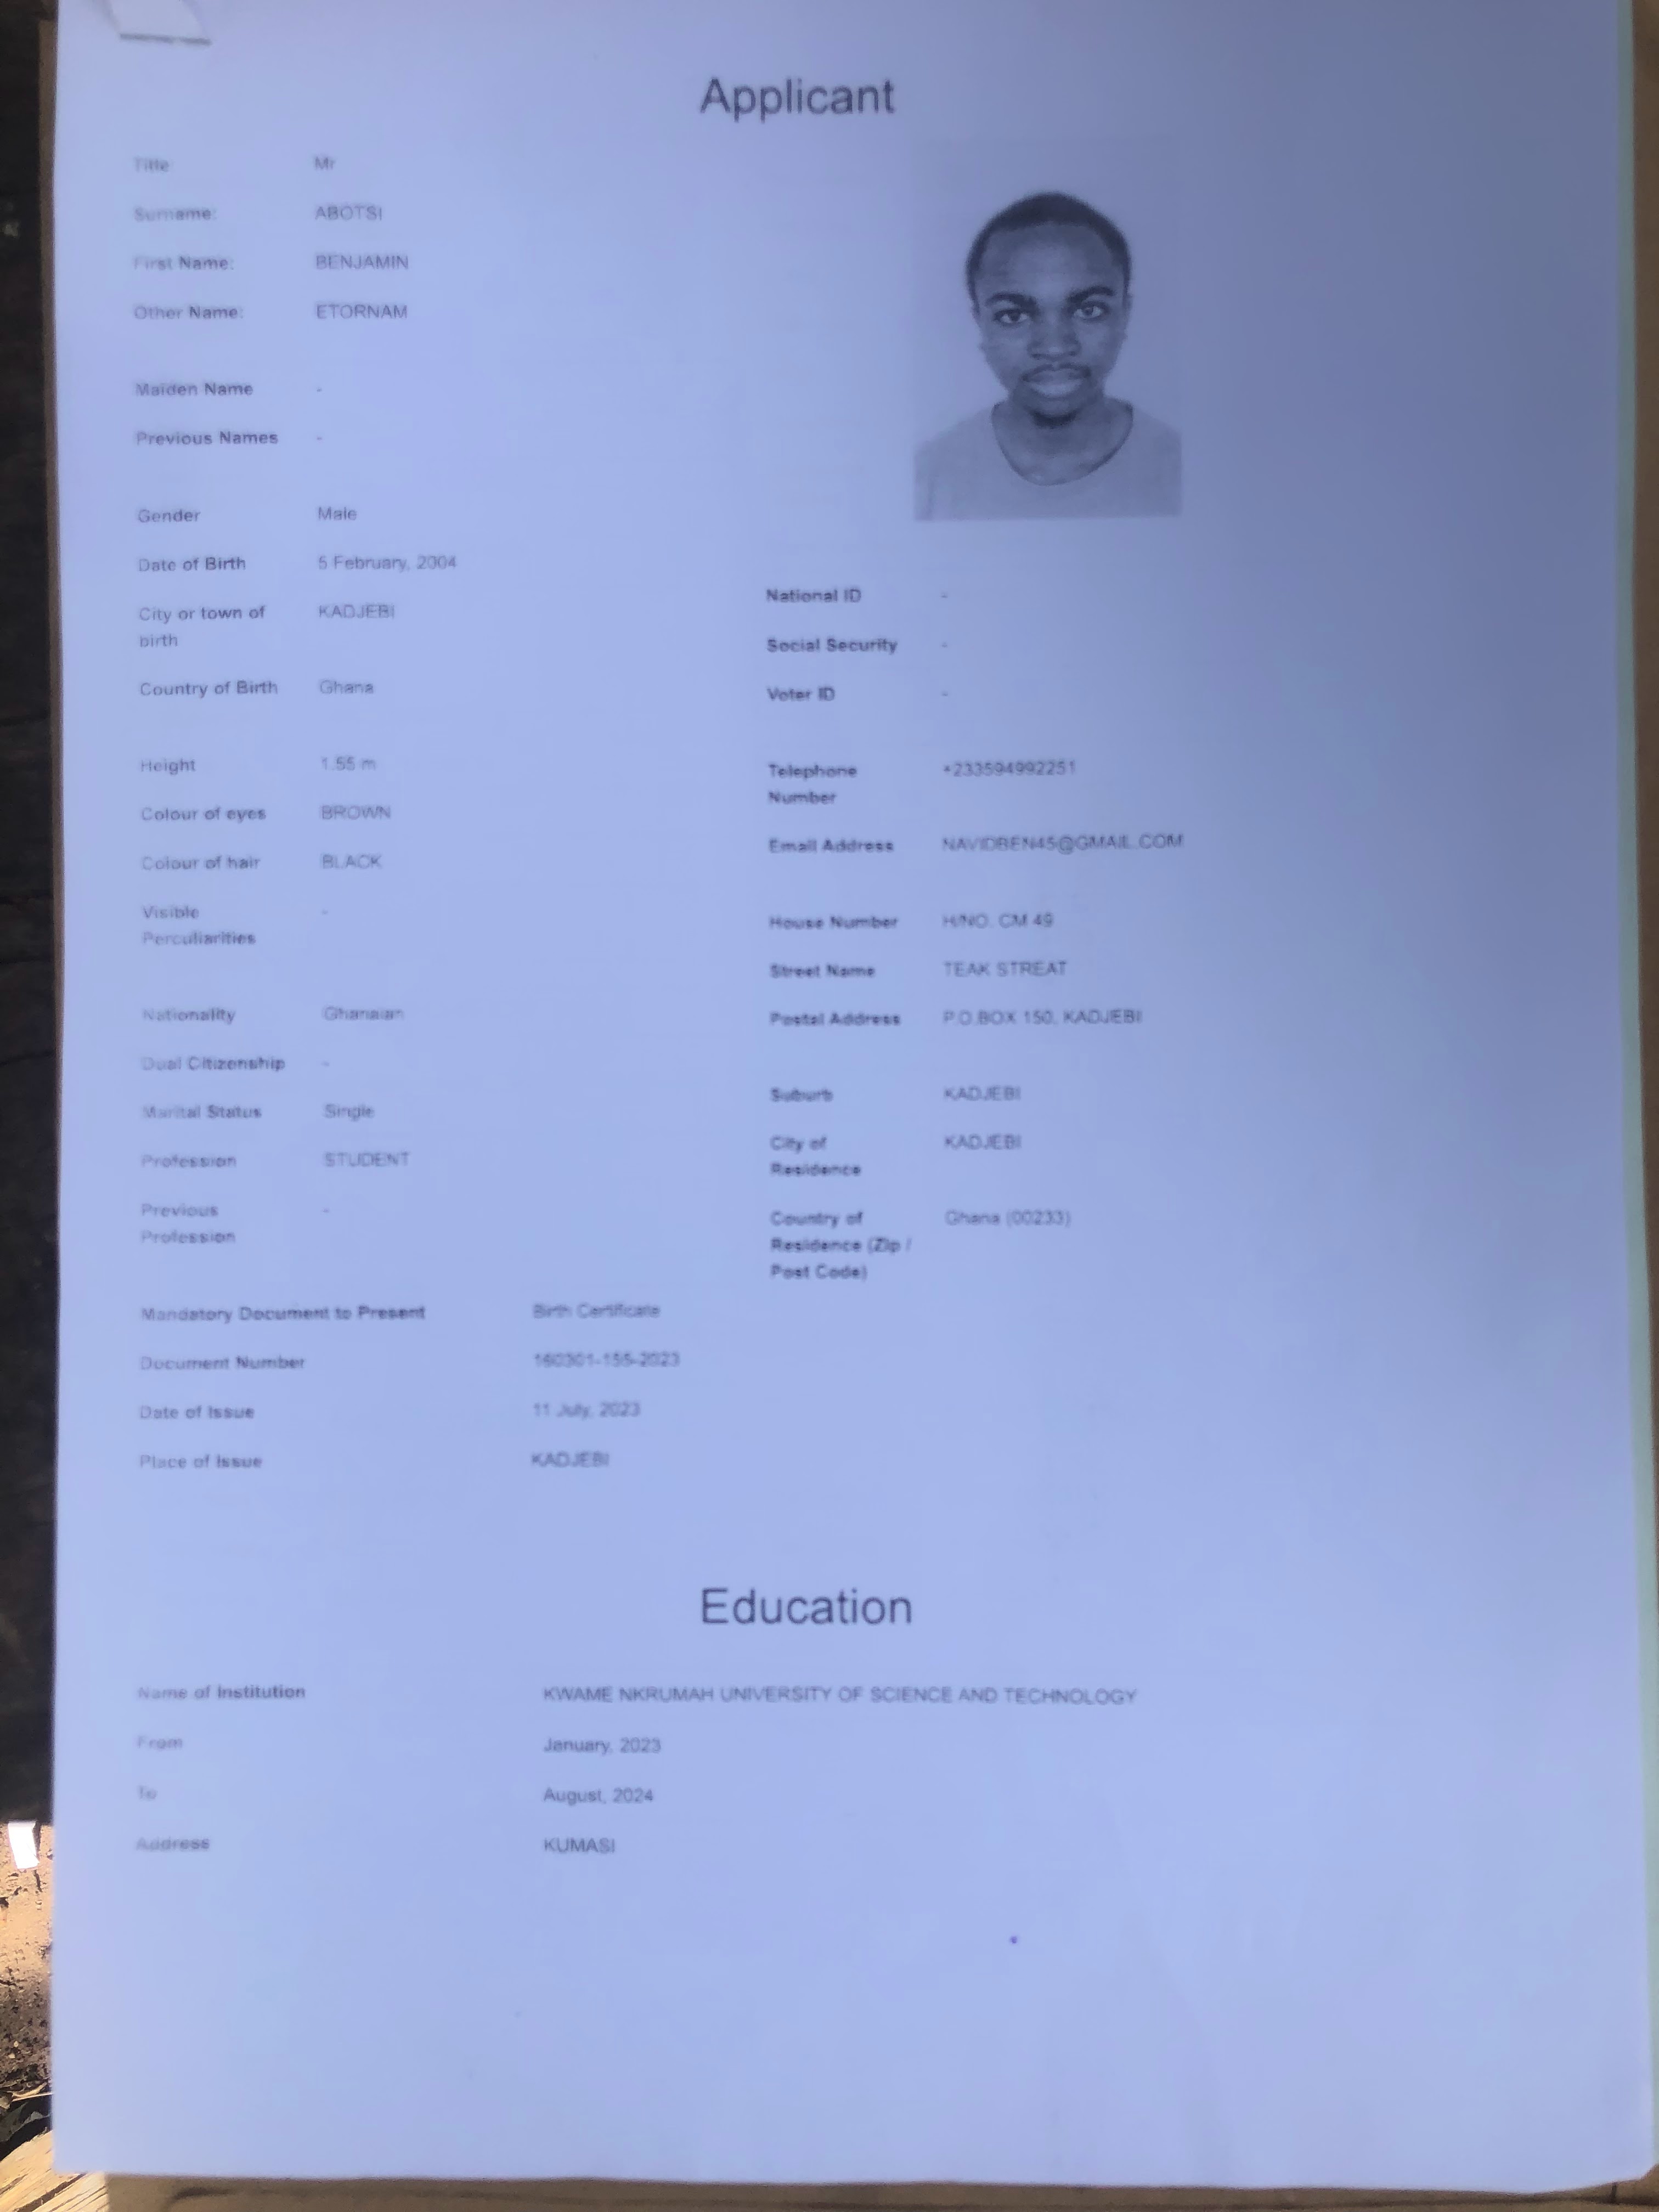 Applicant
Title: Mr
Surname: ABOTSI
First Name: BENJAMIN
Other Name: ETORNAM
Maiden Name -
Previous Names -
Gender Male
Date of Birth 5 February, 2004
City or town of birth KADJEBI
Country of Birth Ghana
Height 1.55 m
Colour of eyes BROWN
Colour of hair BLACK
Visible Perculiarities -
Nationality Ghanaian
Dual Citizenship -
Marital Status Single
Profession STUDENT
Previous Profession -
National ID -
Social Security -
Voter ID -
Telephone Number +233594992251
Email Address NAVIDBEN45@GMAIL.COM
House Number H/NO. CM 49
Street Name TEAK STREAT
Postal Address P.O.BOX 150, KADJEBI
Suburb KADJEBI
City of Residence KADJEBI
Country of Residence (Zip / Post Code) Ghana (00233)
Mandatory Document to Present Birth Certificate
Document Number 160301-155-2023
Date of Issue 11 July, 2023
Place of Issue KADJEBI
Education
Name of Institution KWAME NKRUMAH UNIVERSITY OF SCIENCE AND TECHNOLOGY
From January, 2023
To August, 2024
Address KUMASI